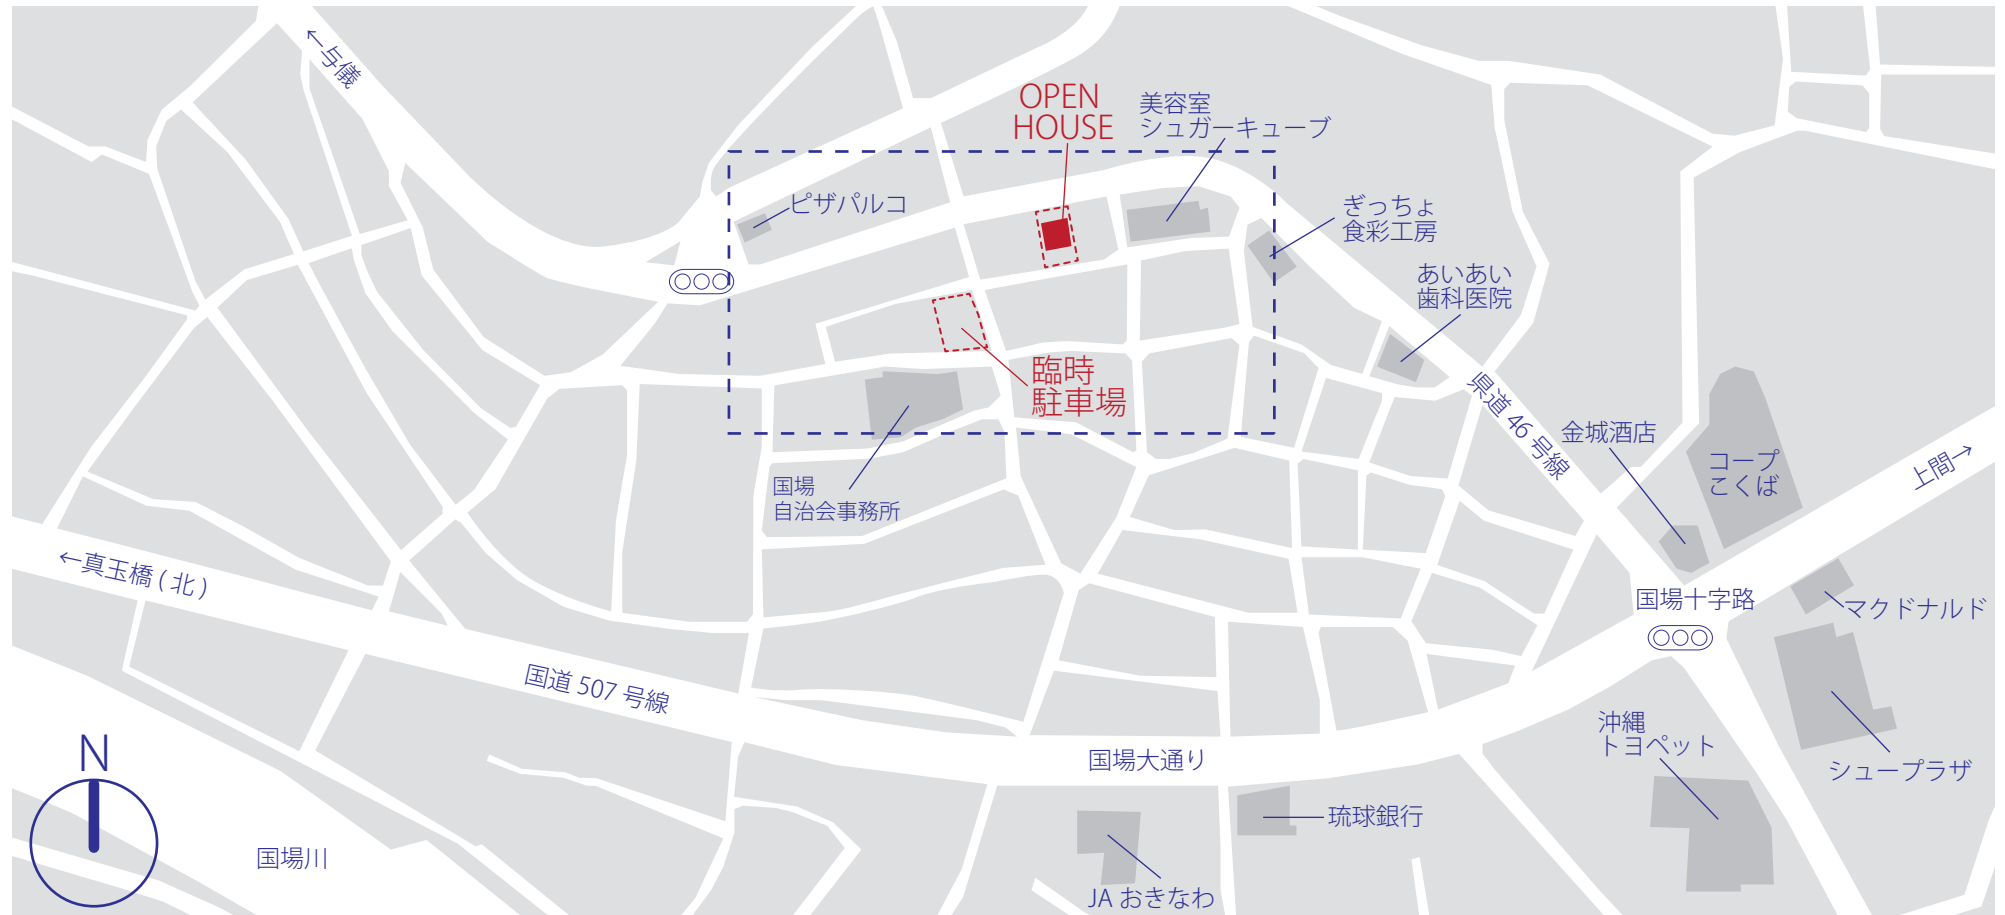 ←与儀
OPEN
HOUSE
美容室
シュガーキューブ
ピザパルコ
ぎっちょ
食彩工房
あいあい
歯科医院
臨時
駐車場
県道 46 号線
金城酒店
コープ
こくば
上間→
国場
自治会事務所
←真玉橋 ( 北 )
国場十字路
マクドナルド
国道 507 号線
沖縄
トヨペット
N
国場大通り
シュープラザ
琉球銀行
国場川
JA おきなわ